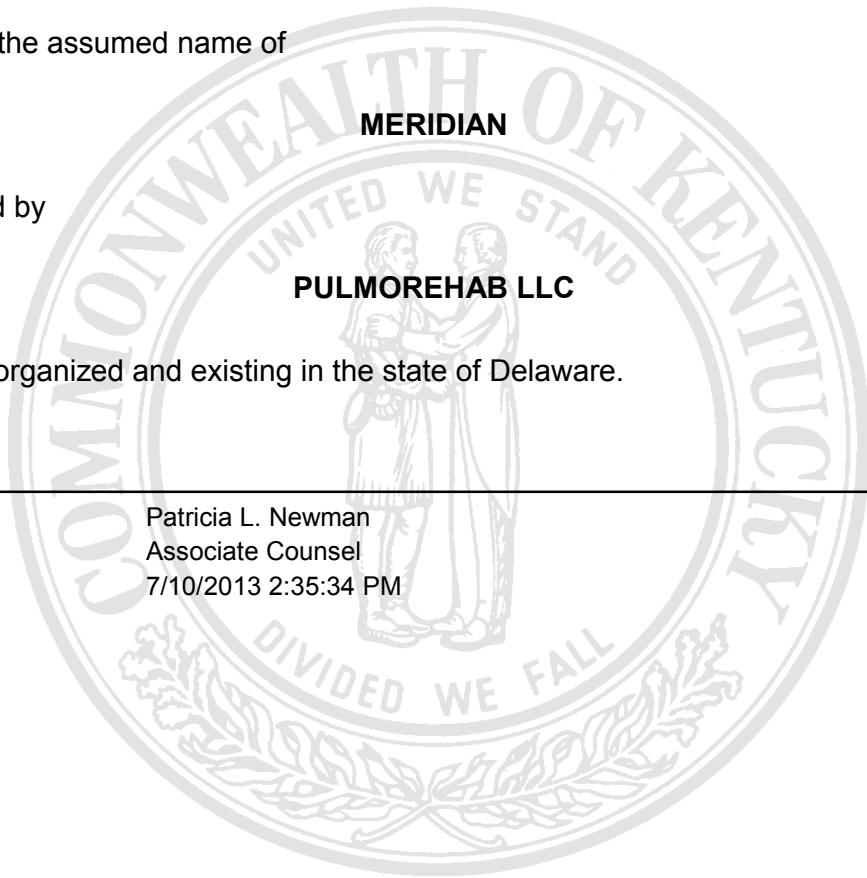 the assumed name of
MERIDIAN
d by
PULMOREHAB LLC
organized and existing in the state of Delaware.
Patricia L. Newman
Associate Counsel
7/10/2013 2:35:34 PM
COMMONWEALTH OF KENTUCKY
UNITED WE STAND
DIVIDED WE FALL